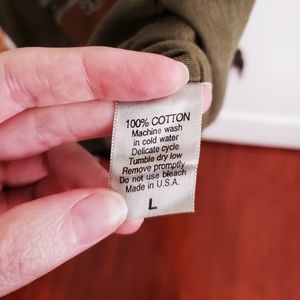 100% COTTON
Machine wash
in cold water
Delicate cycle
Tumble dry low
Remove promptly
Do not use bleach
Made in U.S.A.
L